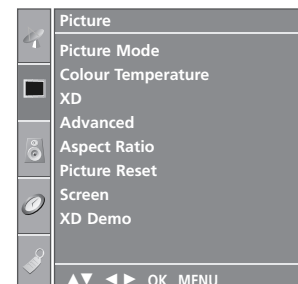 Picture
Picture Mode
Colour Temperature
XD
Advanced
Aspect Ratio
Picture Reset
Screen
XD Demo
▲▼ ◄► OK MENU